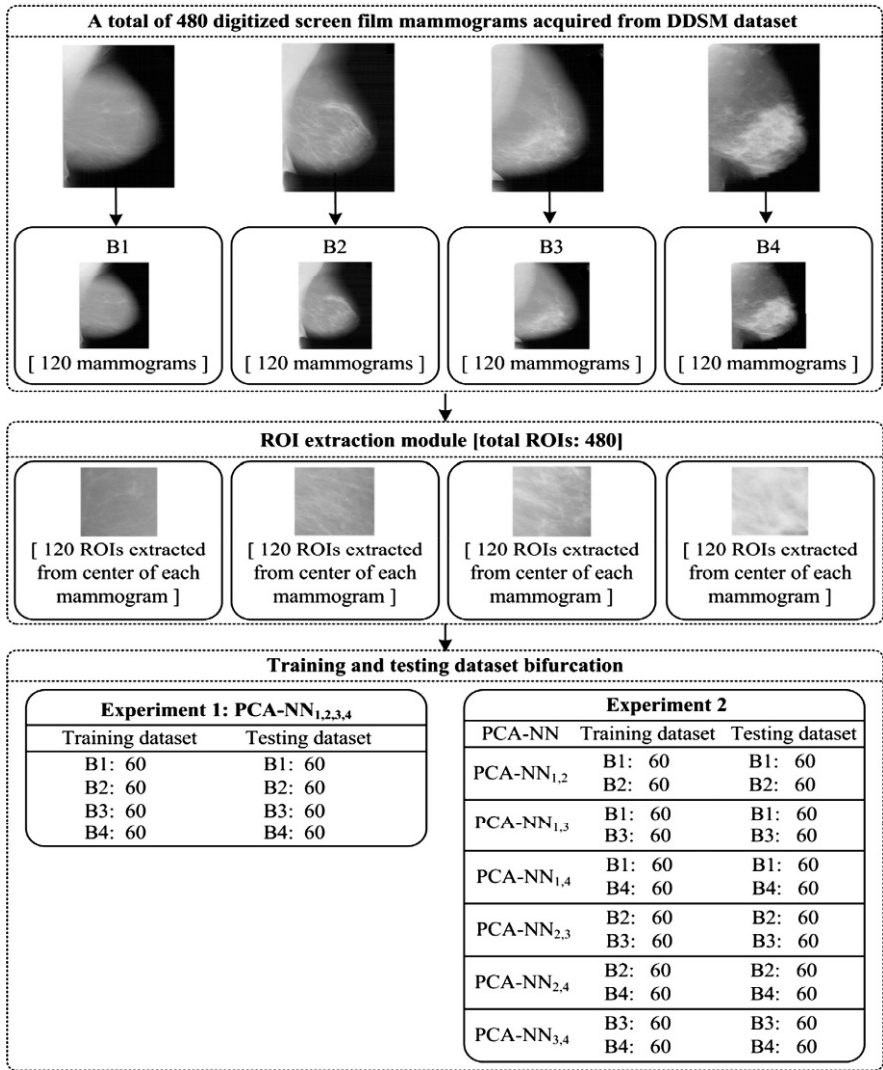 A total of 480 digitized screen film mammograms acquired from DDSM dataset
B1
B2
B3
B4
[ 120 mammograms ]
[ 120 mammograms ]
[ 120 mammograms ]
[ 120 mammograms ]
ROI extraction module [total ROIs: 480]
[ 120 ROIs extracted
from center of each
mammogram ]
[ 120 ROIs extracted
from center of each
mammogram ]
[ 120 ROIs extracted
from center of each
mammogram ]
[ 120 ROIs extracted
from center of each
mammogram ]
Training and testing dataset bifurcation
Experiment 1: PCA-NN1,2,3,4
Training dataset Testing dataset
B1: 60 B1: 60
B2: 60 B2: 60
B3: 60 B3: 60
B4: 60 B4: 60
Experiment 2
PCA-NN Training dataset Testing dataset
PCA-NN1,2
B1: 60 B1: 60
B2: 60 B2: 60
PCA-NN1,3
B1: 60 B1: 60
B3: 60 B3: 60
PCA-NN1,4
B1: 60 B1: 60
B4: 60 B4: 60
PCA-NN2,3
B2: 60 B2: 60
B3: 60 B3: 60
PCA-NN2,4
B2: 60 B2: 60
B4: 60 B4: 60
PCA-NN3,4
B3: 60 B3: 60
B4: 60 B4: 60